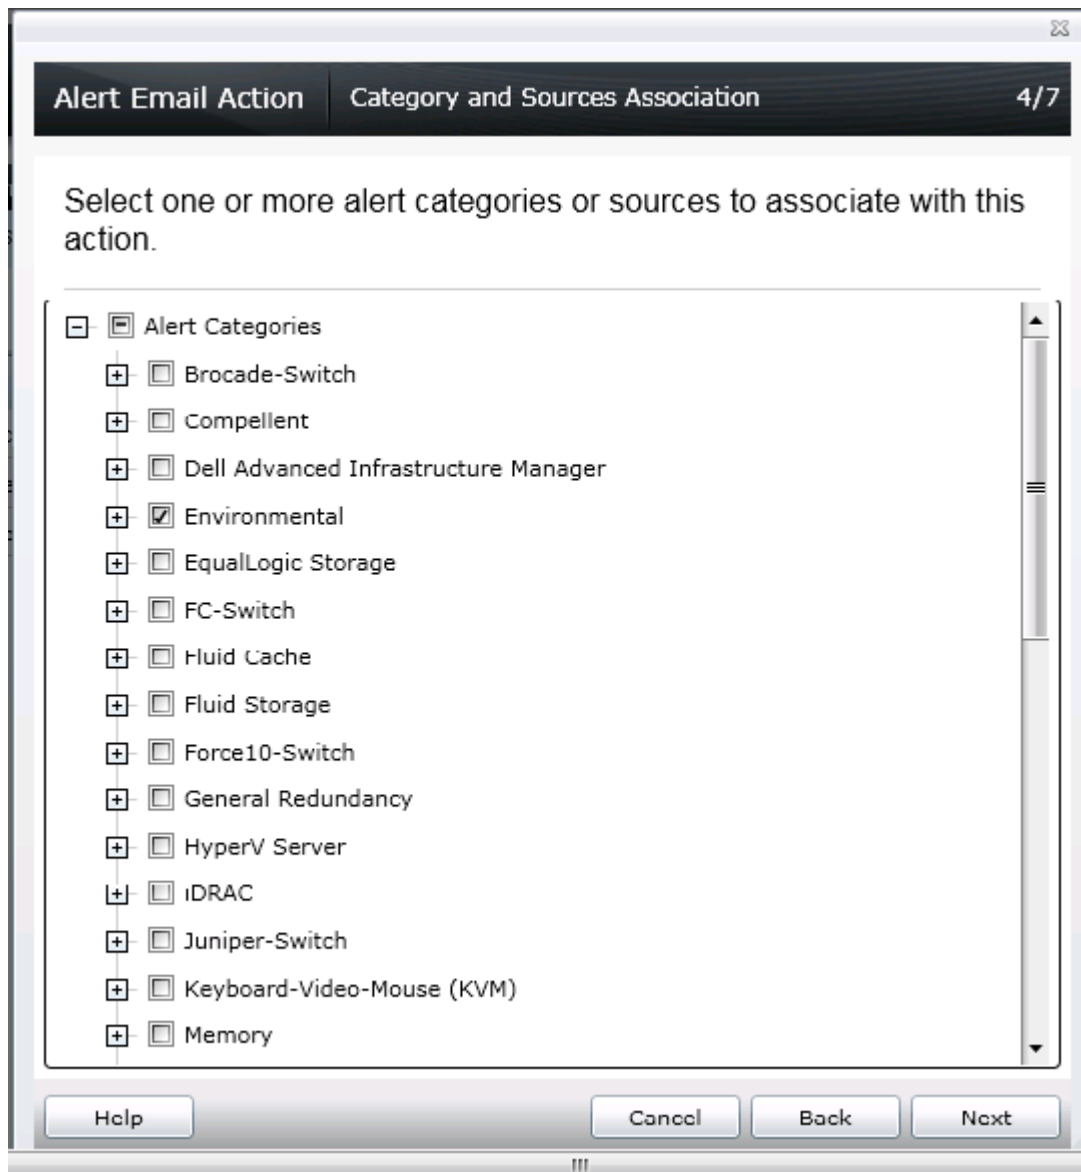 Alert Email Action Category and Sources Association 4/7
Select one or more alert categories or sources to associate with this
action.
Alert Categories
Brocade-Switch
Compellent
Dell Advanced Infrastructure Manager
Environmental
EqualLogic Storage
FC-Switch
Fluid Cache
Fluid Storage
Force10-Switch
General Redundancy
HyperV Server
iDRAC
Juniper-Switch
Keyboard-Video-Mouse (KVM)
Memory
Help Cancel Back Next